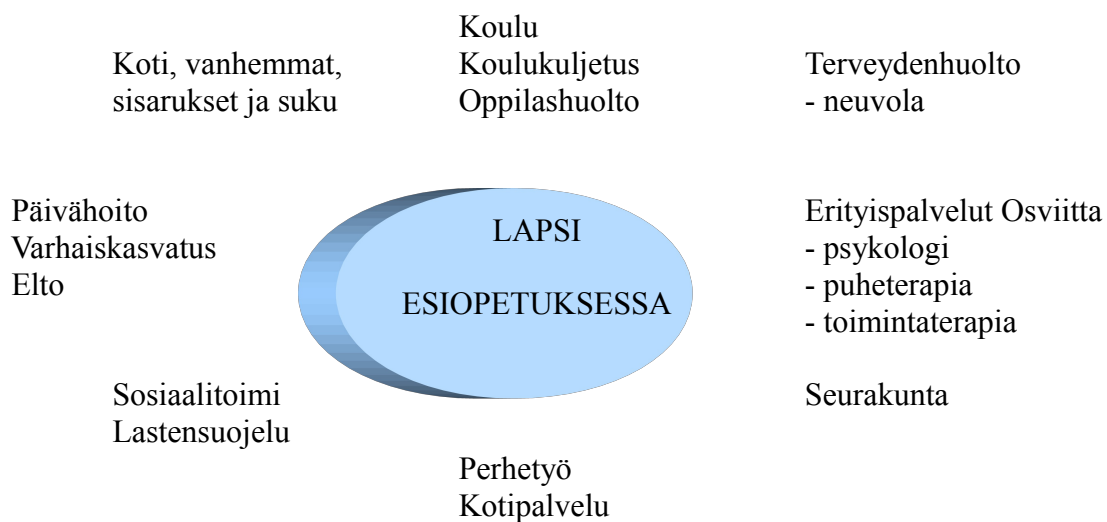 Koulu
Koulukuljetus
Oppilashuolto
Koti, vanhemmat,
sisarukset ja suku
Terveydenhuolto
- neuvola
Päivähoito
Varhaiskasvatus
Elto
LAPSI
ESIOPETUKSESSA
Erityispalvelut Osviitta
- psykologi
- puheterapia
- toimintaterapia
Sosiaalitoimi
Lastensuojelu
Seurakunta
Perhetyö
Kotipalvelu